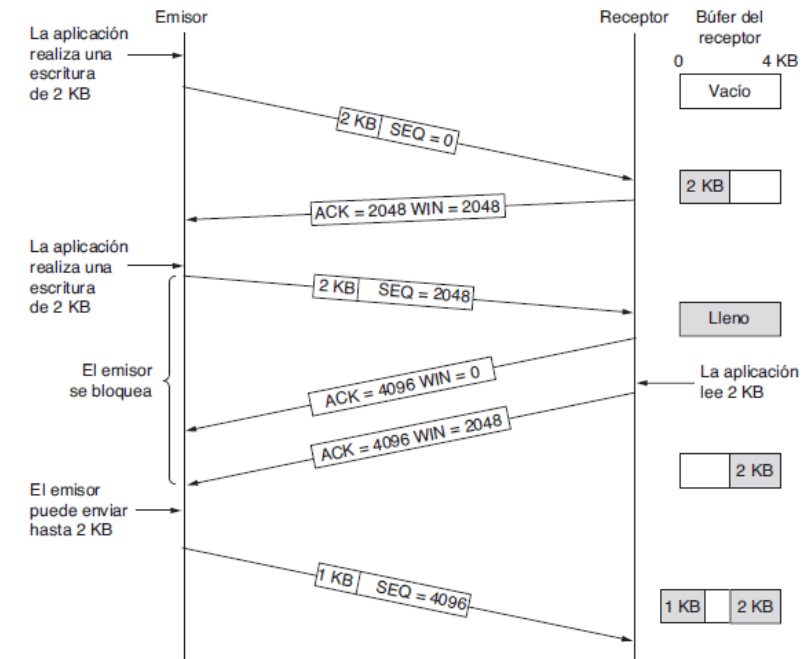 Emisor
Receptor
Búfer del
receptor
0
4 KB
La aplicación
realiza una
escritura
de 2 KB
Vacío
2 KB
SEQ = 0
2 KB
ACK = 2048 WIN = 2048
La aplicación
realiza una
escritura
de 2 KB
2 KB
SEQ = 2048
Lleno
El emisor
se bloquea
ACK = 4096 WIN = 0
La aplicación
lee 2 KB
ACK = 4096 WIN = 2048
2 KB
El emisor
puede enviar
hasta 2 KB
1 KB
SEQ = 4096
1 KB
2 KB